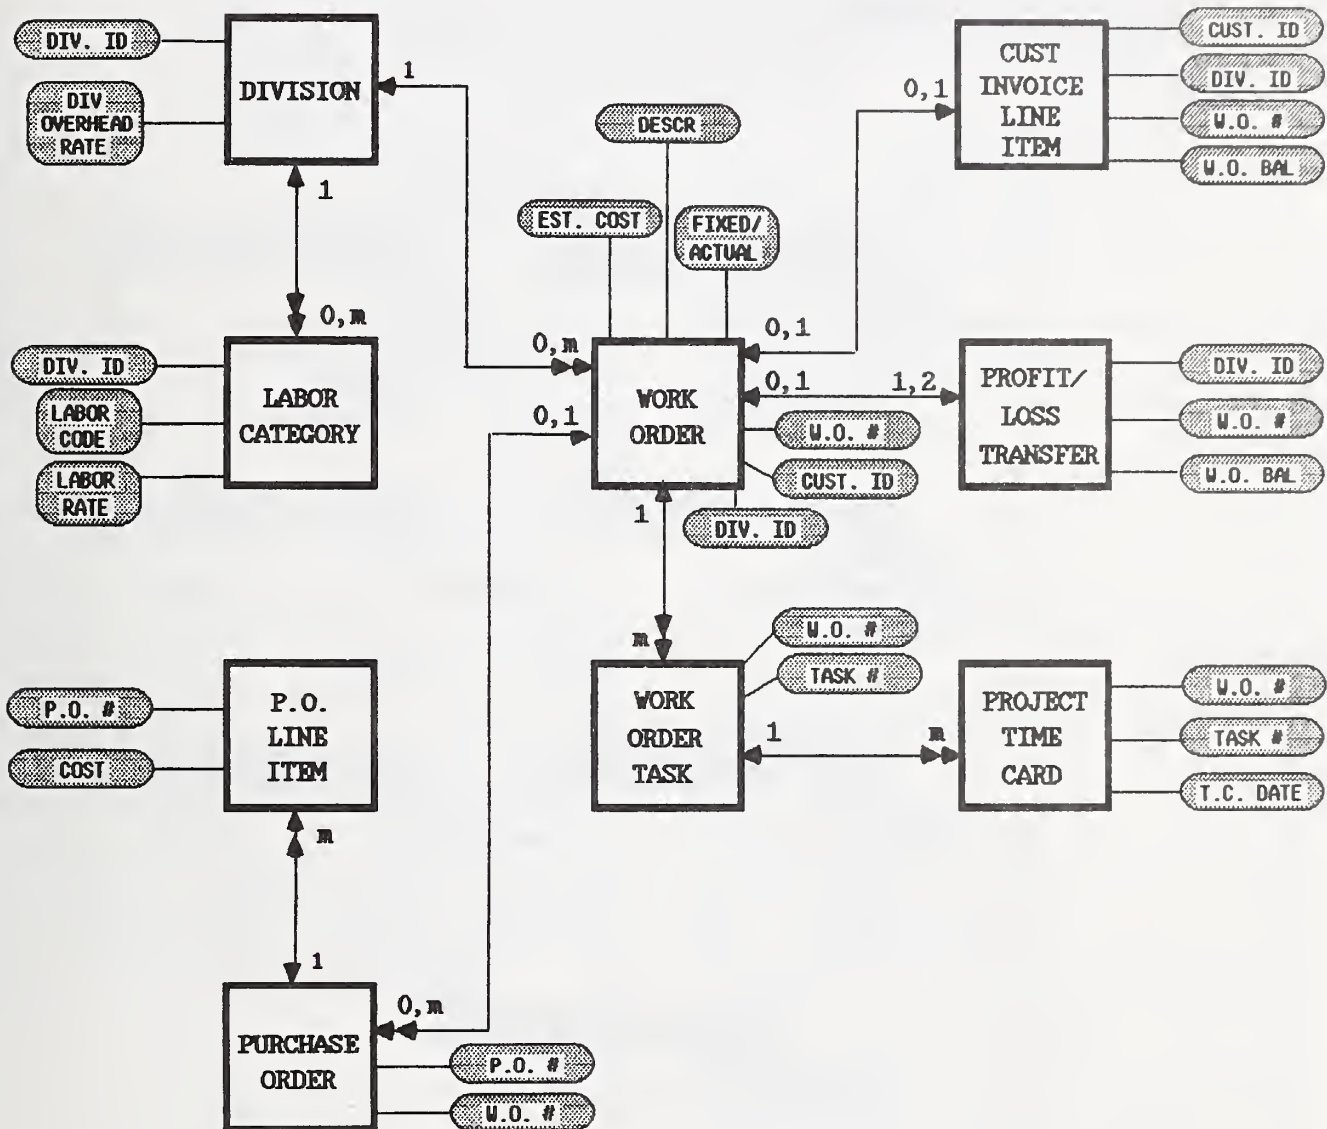 DIV. ID
DIV
OVERHEAD
RATE
DIVISION
1
1
0,m
DIV. ID
LABOR
CODE
LABOR
RATE
LABOR
CATEGORY
DESCR
EST. COST
FIXED/
ACTUAL
0,m
0,1
WORK
ORDER
0,1
0,1
1,2
W.O. #
CUST. ID
DIV. ID
1
0,1
CUST
INVOICE
LINE
ITEM
CUST. ID
DIV. ID
W.O. #
W.O. BAL
PROFIT/
LOSS
TRANSFER
DIV. ID
W.O. #
W.O. BAL
m
W.O. #
TASK #
WORK
ORDER
TASK
1
m
PROJECT
TIME
CARD
W.O. #
TASK #
T.C. DATE
P.O. #
COST
P.O.
LINE
ITEM
m
1
0,m
PURCHASE
ORDER
P.O. #
W.O. #